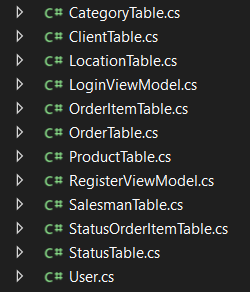 C# CategoryTable.cs
C# ClientTable.cs
C# LocationTable.cs
C# LoginViewModel.cs
C# OrderItemTable.cs
C# OrderTable.cs
C# ProductTable.cs
C# RegisterViewModel.cs
C# SalesmanTable.cs
C# StatusOrderItemTable.cs
C# StatusTable.cs
C# User.cs